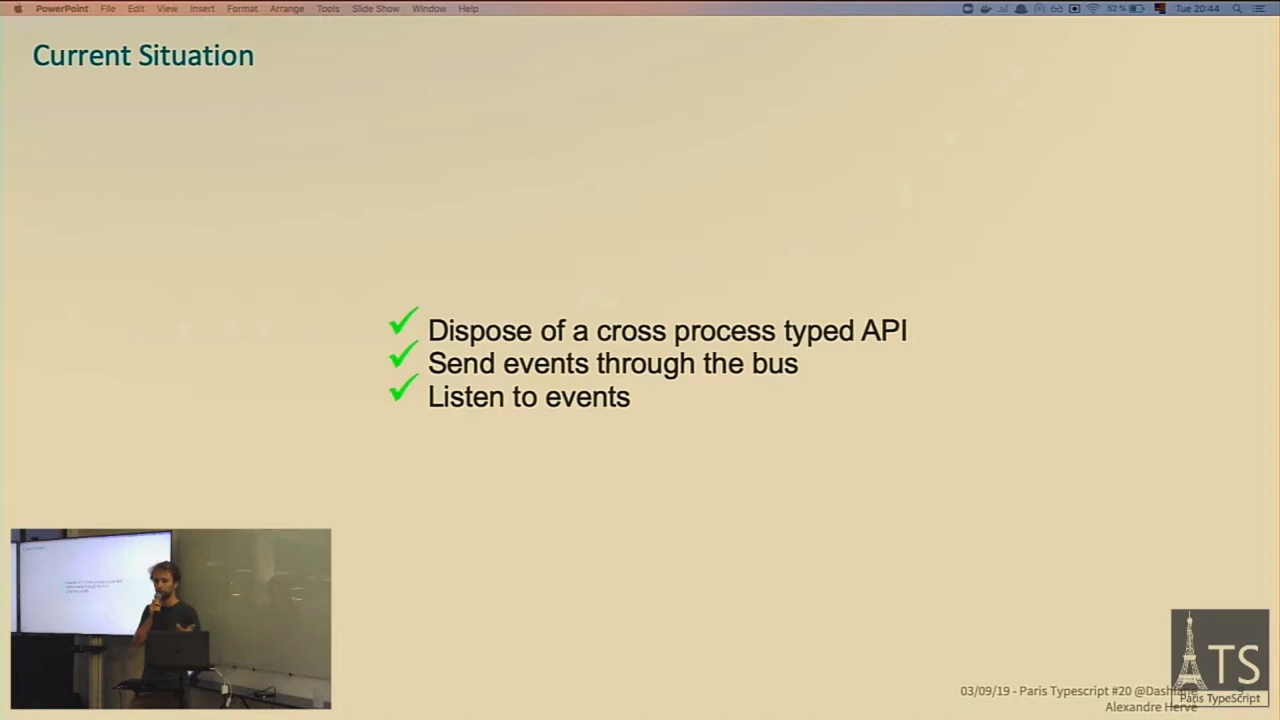 PowerPoint File Edit View Insert Format Arrange Tools Slide Show Window Help 52 % Tue 20:44
Current Situation
Dispose of a cross process typed API
Send events through the bus
Listen to events
03/09/19 - Paris Typescript #20
Alexandre Hervé
TS
Paris TypeScript